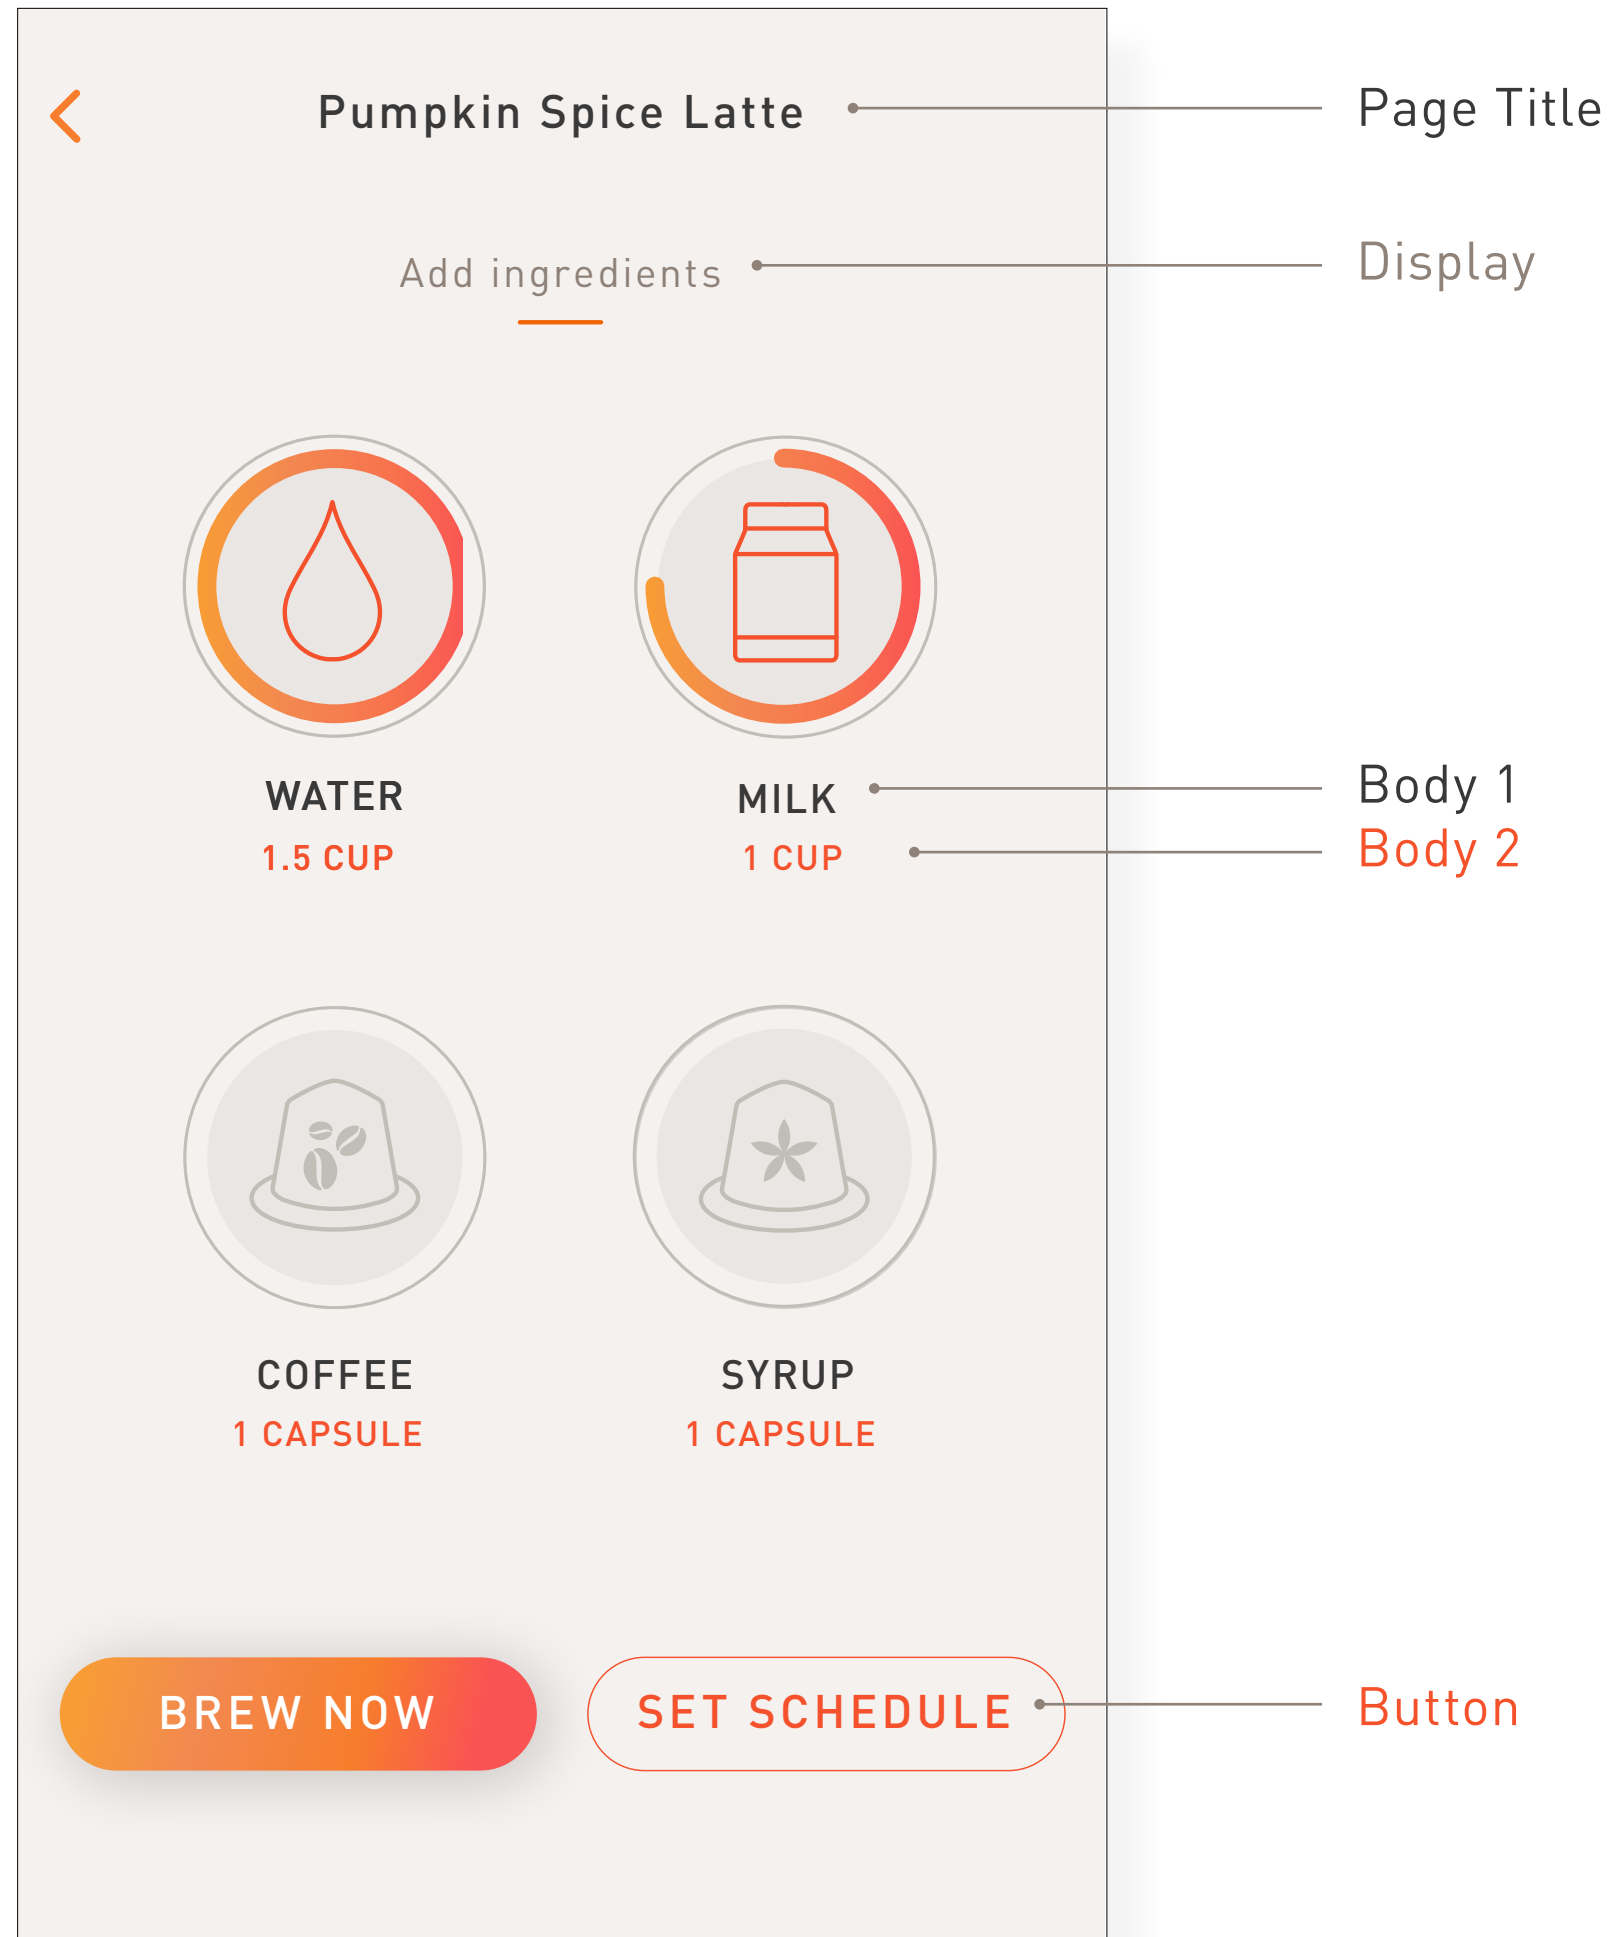 Pumpkin Spice Latte
Page Title
Add ingredients
Display
WATER
MILK
Body 1
1.5 CUP
1 CUP
Body 2
COFFEE
SYRUP
1 CAPSULE
1 CAPSULE
BREW NOW
SET SCHEDULE
Button